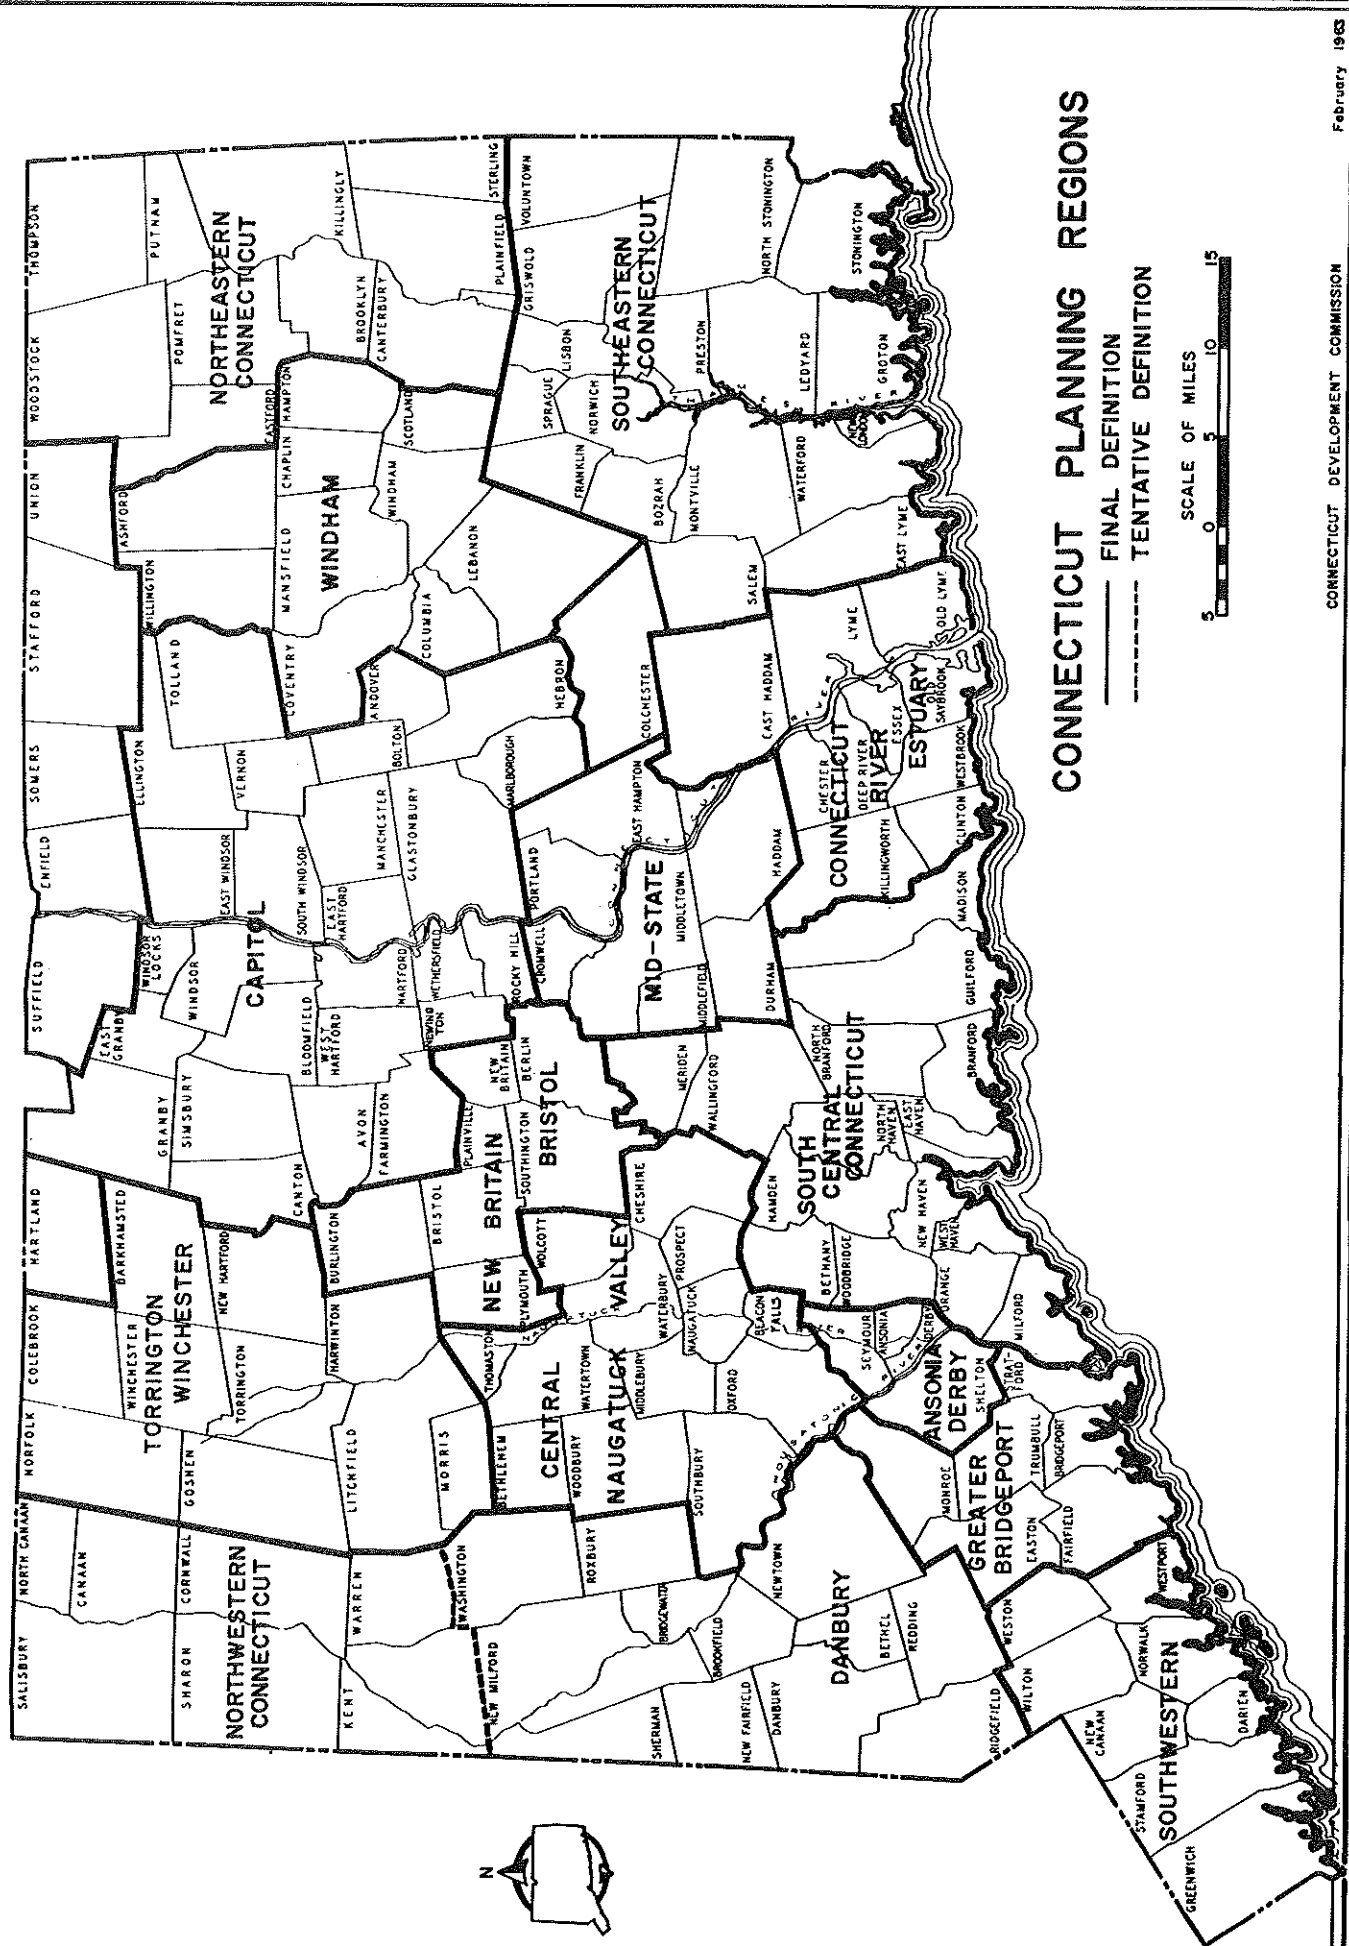 N
SALISBURY
NORTH CANAAN
CANAAN
NORFOLK
COLEBROOK
HARTLAND
SUFFIELD
ENFIELD
SOMERS
STAFFORD
UNION
WOODSTOCK
THOMPSON
SHARON
CORNWALL
GOSHEN
WINCHESTER
BARKHAMSTED
GRANBY
EAST
GRANBY
WINDSOR
LOCKS
ELLINGTON
WILLINGTON
ASHFORD
EASTFORD
POMFRET
PUTNAM
NORTHWESTERN
CONNECTICUT
TORRINGTON
WINCHESTER
TORRINGTON
NEW HARTFORD
SIMSBURY
WINDSOR
EAST WINDSOR
CAPITOL
TOLLAND
VERNON
NORTHEASTERN
CONNECTICUT
KENT
WARREN
LITCHFIELD
HARWINTON
BURLINGTON
CANTON
AVON
FARMINGTON
BLOOMFIELD
WEST
HARTFORD
SOUTH WINDSOR
EAST
HARTFORD
MANCHESTER
BOLTON
COVENTRY
MANSFIELD
CHAPLIN
HAMPTON
BROOKLYN
KILLINGLY
CANTERBURY
WINDHAM
WINDHAM
SCOTLAND
ANDOVER
COLUMBIA
LEBANON
HEBRON
MARLBOROUGH
GLASTONBURY
HARTFORD
WETHERSFIELD
NEWING
TON
ROCKY HILL
CROMWELL
PORTLAND
PLAINFIELD
STERLING
NEW MILFORD
WASHINGTON
MORRIS
BETHLEHEM
THOMASTON
PLYMOUTH
BRISTOL
PLAINVILLE
NEW
BRITAIN
BERLIN
SOUTHINGTON
NEW BRITAIN
BRISTOL
WOLCOTT
CENTRAL
NAUGATUCK VALLEY
WOODBURY
WATERTOWN
MIDDLEBURY
WATERBURY
CHESHIRE
PROSPECT
NAUGATUCK
BEACON
FALLS
OXFORD
SOUTHBURY
ROXBURY
BRIDGEWATER
BROOKFIELD
SHERMAN
NEW FAIRFIELD
DANBURY
NEWTOWN
BETHEL
REDDING
RIDGEFIELD
DANBURY
MERIDEN
WALLINGFORD
MIDDLEFIELD
MIDDLETOWN
MID-STATE
EAST HAMPTON
DURHAM
HADDAM
EAST HADDAM
COLCHESTER
SALEM
FRANKLIN
SPRAGUE
LISBON
NORWICH
BOZRAH
MONTVILLE
GRISWOLD
VOLUNTOWN
SOUTHEASTERN
CONNECTICUT
PRESTON
NORTH STONINGTON
LEDYARD
GROTON
STONINGTON
NEW
LONDON
WATERFORD
EAST LYME
OLD LYME
LYME
CONNECTICUT
RIVER
ESTUARY
CHESTER
DEEP RIVER
ESSEX
OLD
SAYBROOK
WESTBROOK
CLINTON
KILLINGWORTH
MADISON
GUILFORD
BRANFORD
NORTH
BRANFORD
NORTH
HAVEN
EAST
HAVEN
SOUTH
CENTRAL
CONNECTICUT
HAMDEN
NEW HAVEN
WEST
HAVEN
BETHANY
WOODBRIDGE
ORANGE
MILFORD
SEYMOUR
ANSONIA
DERBY
SHELTON
ANSONIA
DERBY
STRAT-
FORD
MONROE
TRUMBULL
BRIDGEPORT
GREATER
BRIDGEPORT
EASTON
FAIRFIELD
WESTON
WESTPORT
WILTON
NORWALK
NEW
CANAAN
DARIEN
STAMFORD
GREENWICH
SOUTHWESTERN
HOUSATONIC RIVER
CONNECTICUT PLANNING REGIONS
FINAL DEFINITION
TENTATIVE DEFINITION
SCALE OF MILES
5 0 5 10 15
CONNECTICUT DEVELOPMENT COMMISSION
February 1963